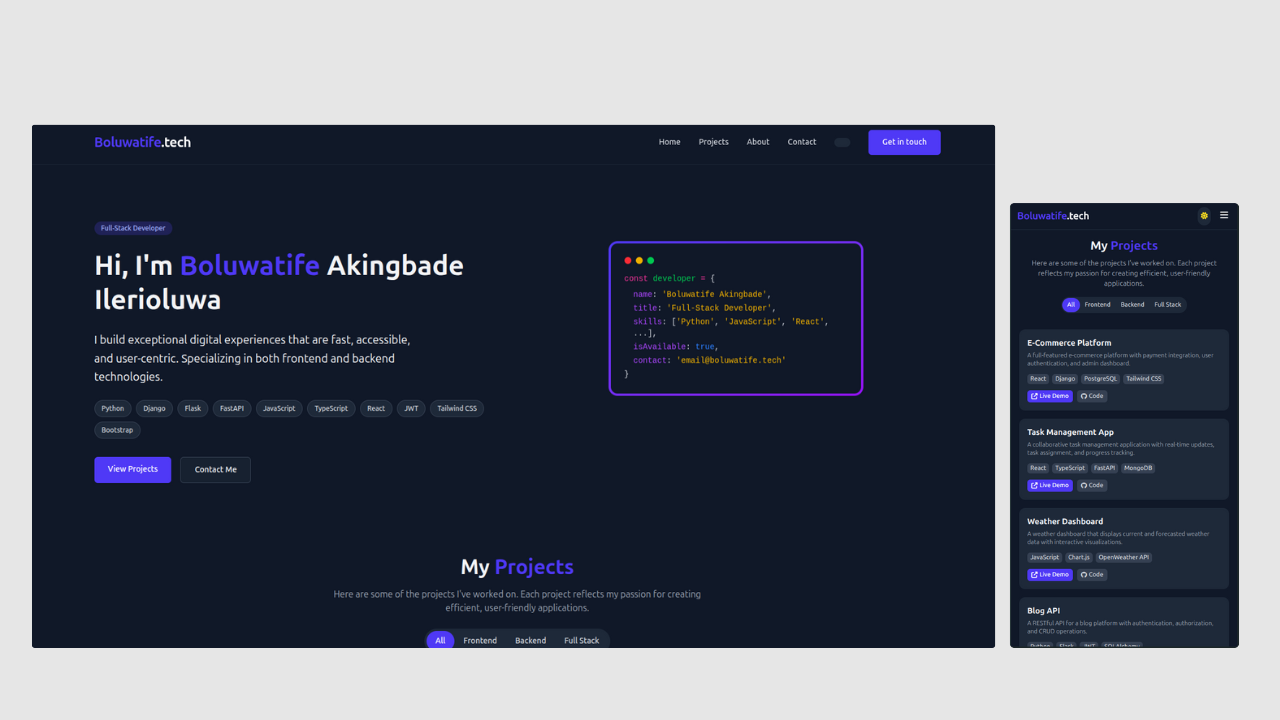 Boluwatife.tech
Home Projects About Contact Get in touch
Full-Stack Developer
Hi, I'm Boluwatife Akingbade
Ilerioluwa
I build exceptional digital experiences that are fast, accessible,
and user-centric. Specializing in both frontend and backend
technologies.
Python Django Flask FastAPI JavaScript TypeScript React JWT Tailwind CSS
Bootstrap
View Projects Contact Me
const developer = {
name: 'Boluwatife Akingbade',
title: 'Full-Stack Developer',
skills: ['Python', 'JavaScript', 'React',
...],
isAvailable: true,
contact: 'email@boluwatife.tech'
}
My Projects
Here are some of the projects I've worked on. Each project reflects my passion for creating
efficient, user-friendly applications.
All Frontend Backend Full Stack
Boluwatife.tech
My Projects
Here are some of the projects I've worked on. Each project
reflects my passion for creating efficient, user-friendly
applications.
All Frontend Backend Full Stack
E-Commerce Platform
A full-featured e-commerce platform with payment integration, user
authentication, and admin dashboard.
React Django PostgreSQL Tailwind CSS
Live Demo Code
Task Management App
A collaborative task management application with real-time updates,
task assignment, and progress tracking.
React TypeScript FastAPI MongoDB
Live Demo Code
Weather Dashboard
A weather dashboard that displays current and forecasted weather
data with interactive visualizations.
JavaScript Chart.js OpenWeather API
Live Demo Code
Blog API
A RESTful API for a blog platform with authentication, authorization,
and CRUD operations.
Python Flask JWT SQLAlchemy